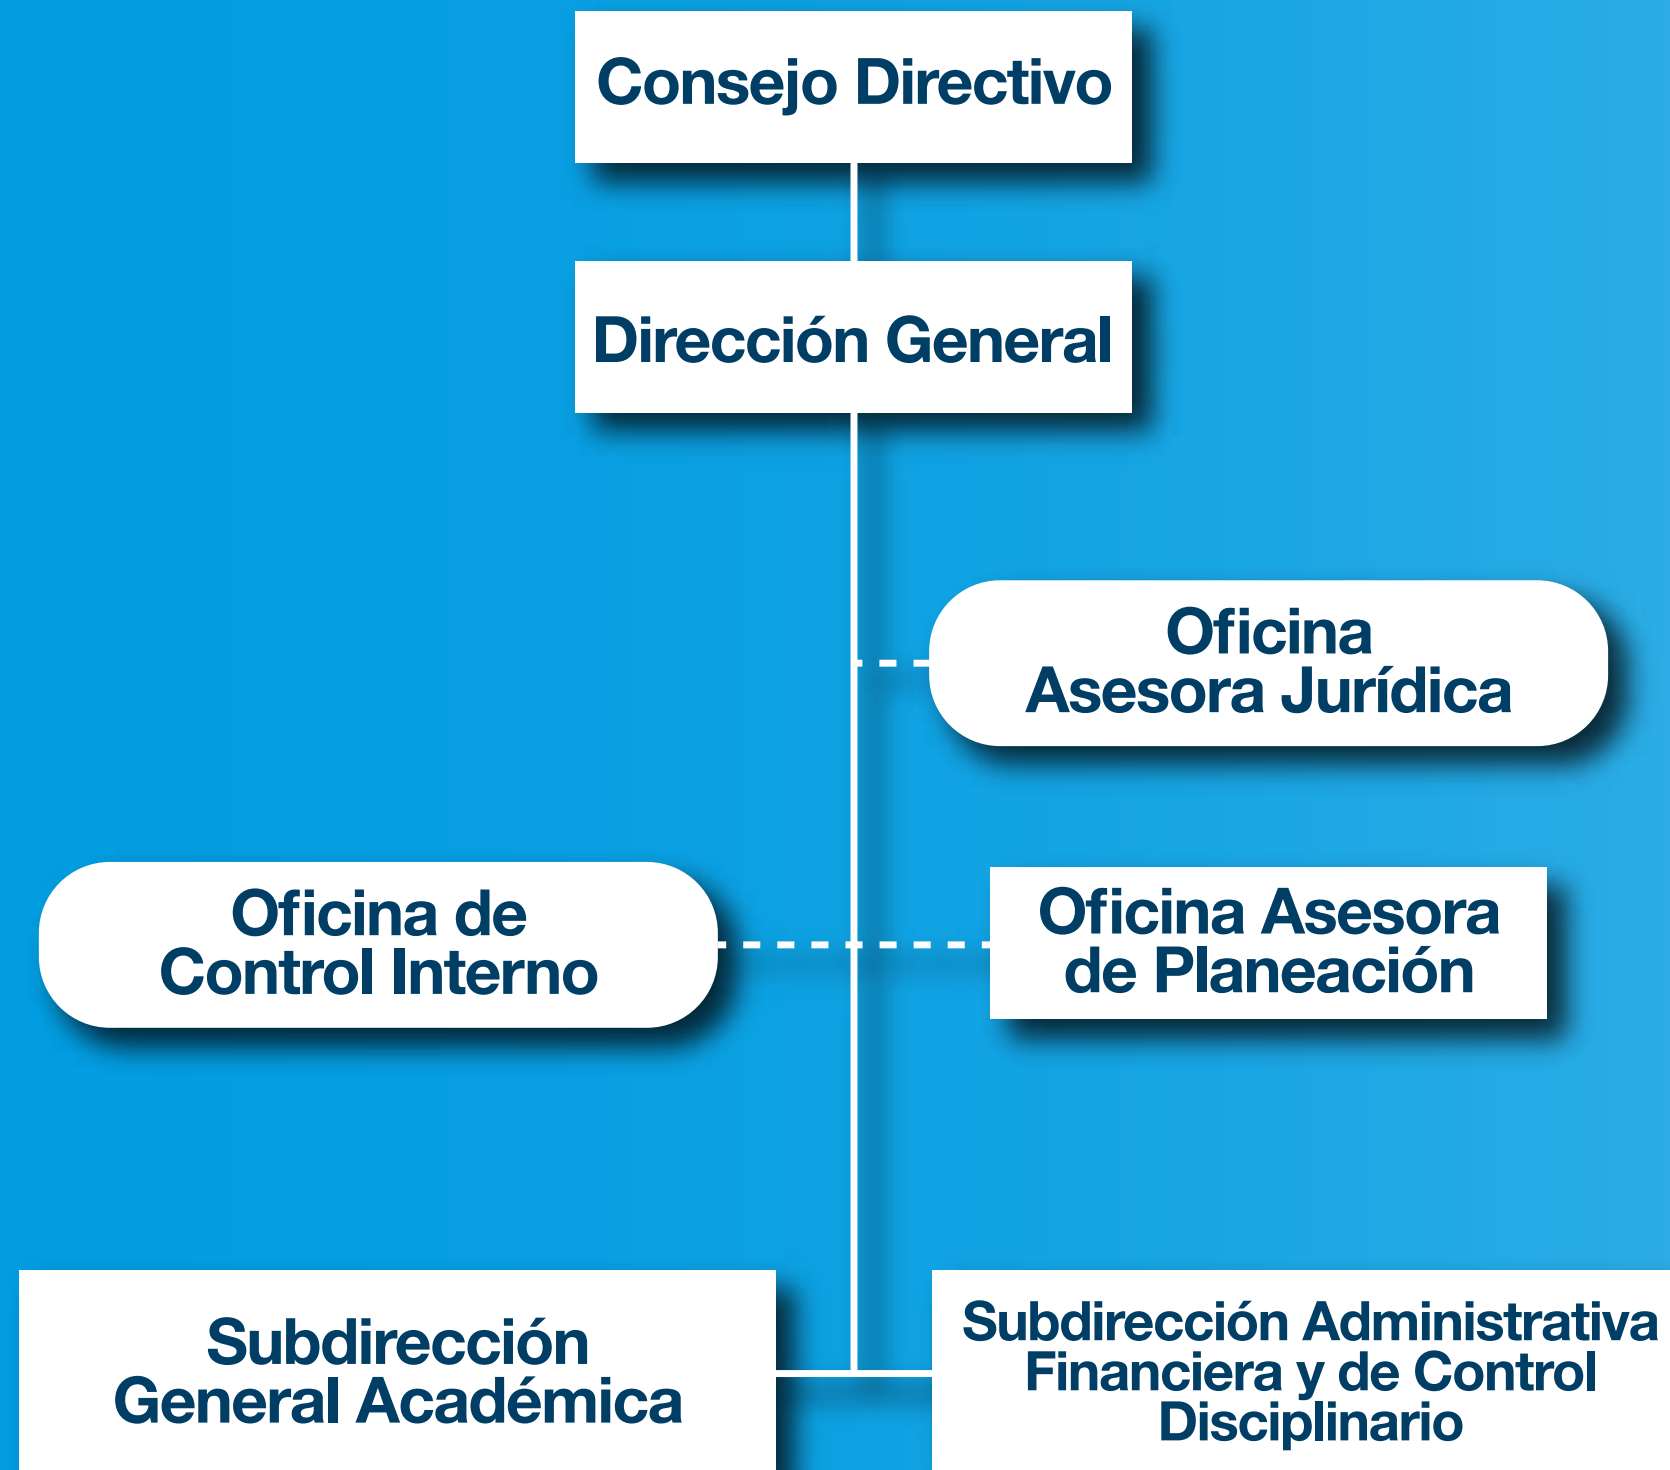 Consejo Directivo
Dirección General
Oficina
Asesora Jurídica
Oficina de
Control Interno
Oficina Asesora
de Planeación
Subdirección
General Académica
Subdirección Administrativa
Financiera y de Control
Disciplinario